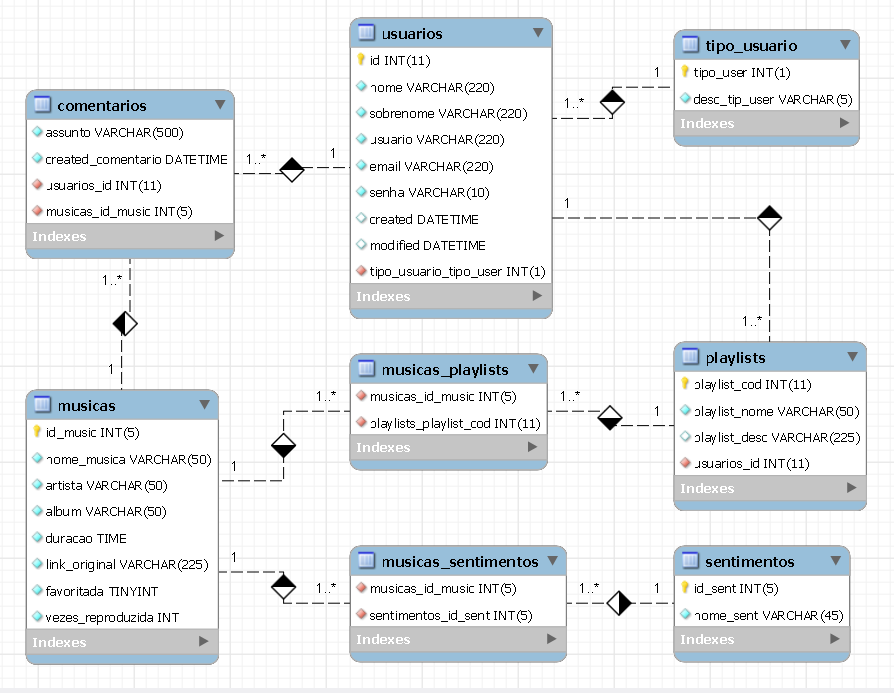 usuarios
id INT(11)
nome VARCHAR(220)
sobrenome VARCHAR(220)
usuario VARCHAR(220)
email VARCHAR(220)
senha VARCHAR(10)
created DATETIME
modified DATETIME
tipo_usuario_tipo_user INT(1)
Indexes
tipo_usuario
tipo_user INT(1)
desc_tip_user VARCHAR(5)
Indexes
comentarios
assunto VARCHAR(500)
created_comentario DATETIME
usuarios_id INT(11)
musicas_id_music INT(5)
Indexes
1..*
1
1..*
1
1
1..*
1..*
1
musicas
id_music INT(5)
nome_musica VARCHAR(50)
artista VARCHAR(50)
album VARCHAR(50)
duracao TIME
link_original VARCHAR(225)
favoritada TINYINT
vezes_reproduzida INT
Indexes
musicas_playlists
musicas_id_music INT(5)
playlists_playlist_cod INT(11)
Indexes
playlists
playlist_cod INT(11)
playlist_nome VARCHAR(50)
playlist_desc VARCHAR(225)
usuarios_id INT(11)
Indexes
1
1..*
1..*
1
musicas_sentimentos
musicas_id_music INT(5)
sentimentos_id_sent INT(5)
Indexes
sentimentos
id_sent INT(5)
nome_sent VARCHAR(45)
Indexes
1
1..*
1..*
1